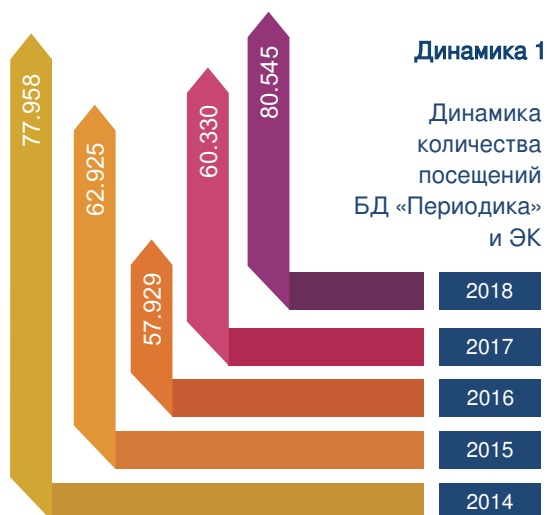 Динамика 1
Динамика
количества
посещений
БД «Периодика»
и ЭК
77.958
62.925
57.929
60.330
80.545
2018
2017
2016
2015
2014